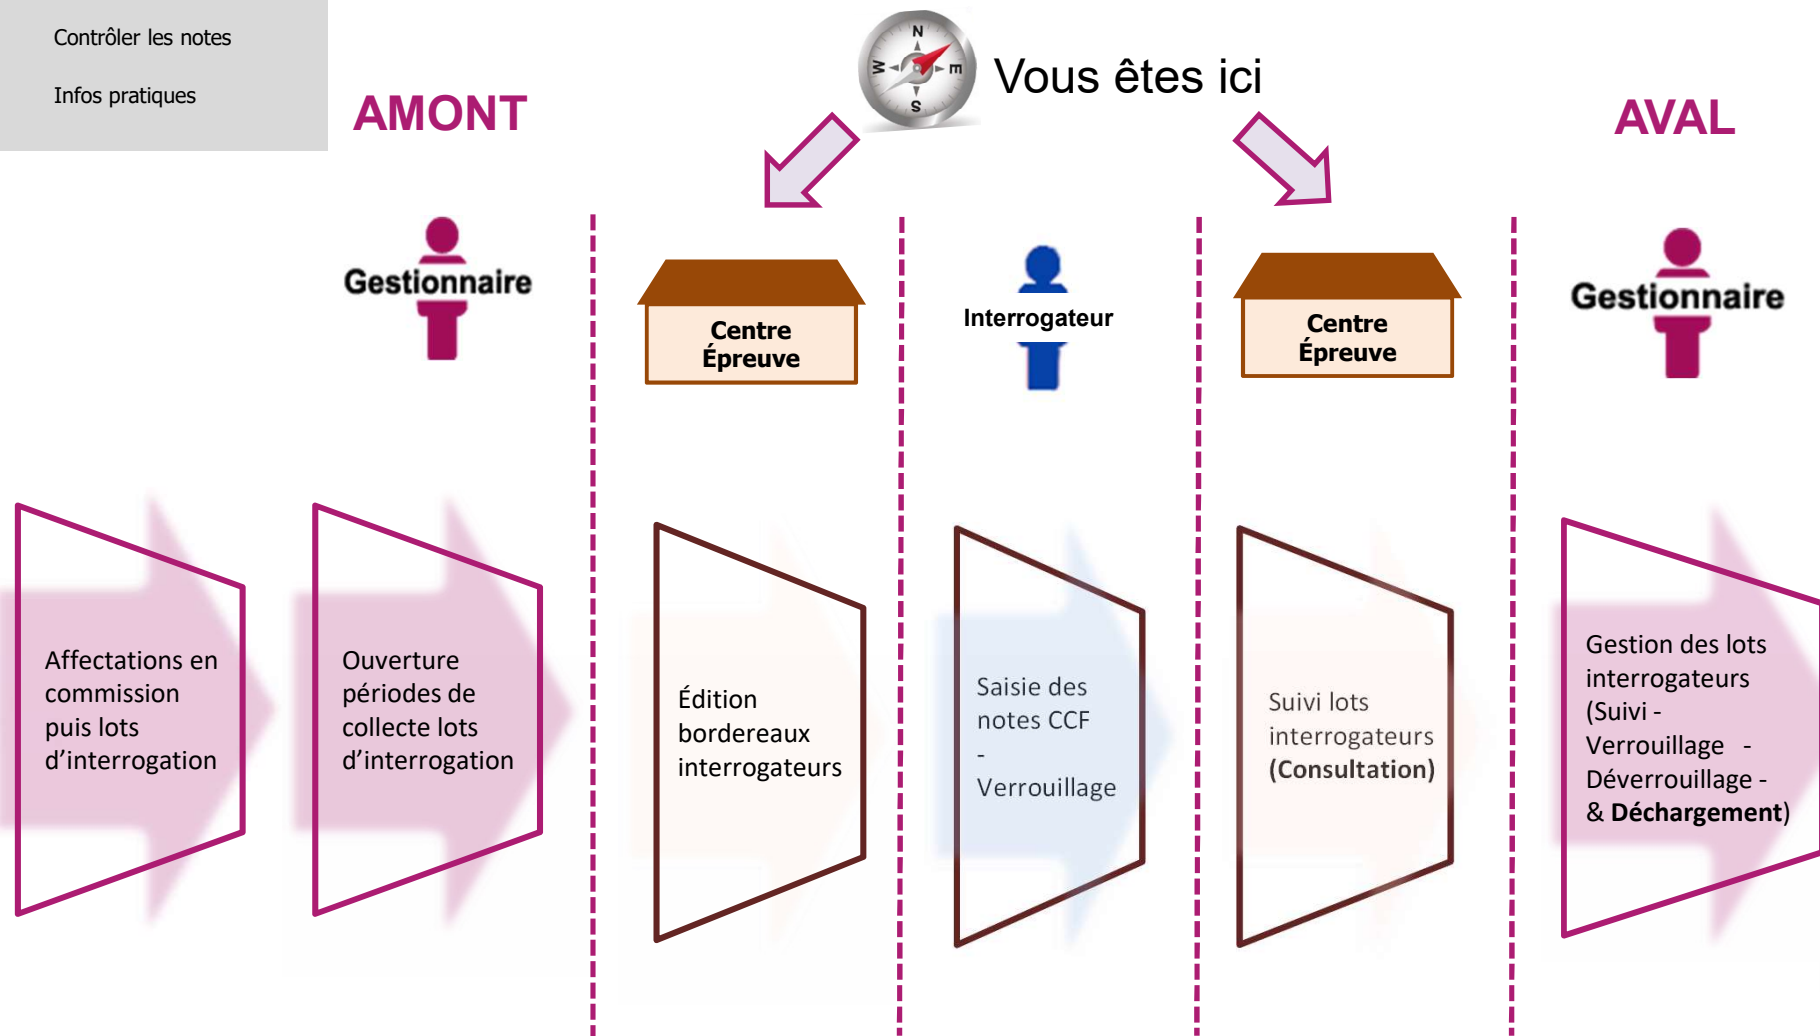 Contrôler les notes
Infos pratiques
AMONT
N
E
S
W
Vous êtes ici
AVAL
Gestionnaire
Centre
Épreuve
Interrogateur
Centre
Épreuve
Gestionnaire
Affectations en
commission
puis lots
d’interrogation
Ouverture
périodes de
collecte lots
d’interrogation
Édition
bordereaux
interrogateurs
Saisie des
notes CCF
-
Verrouillage
Suivi lots
interrogateurs
(Consultation)
Gestion des lots
interrogateurs
(Suivi -
Verrouillage -
Déverrouillage -
& Déchargement)